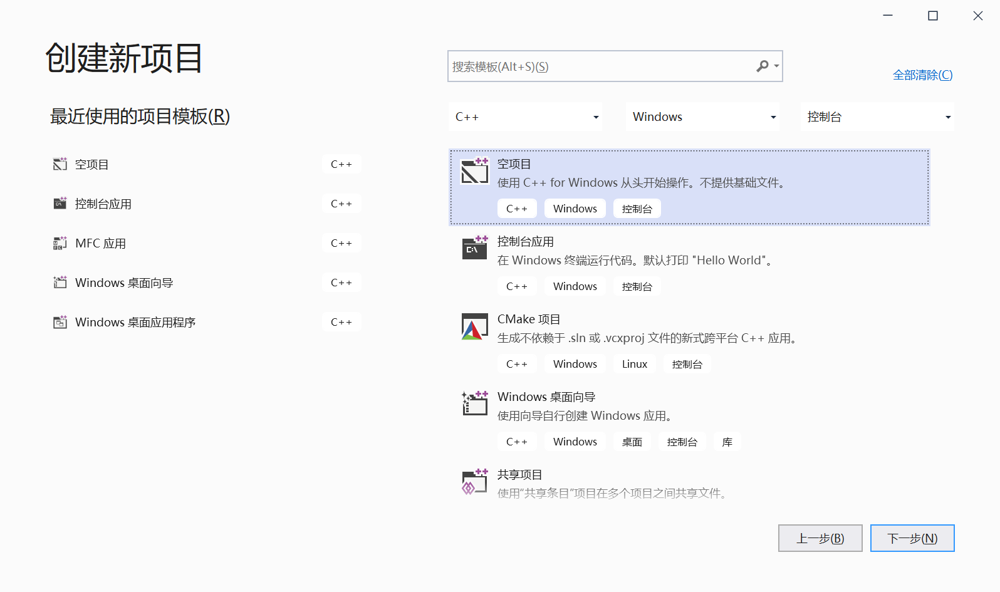 创建新项目
搜索模板(Alt+S)(S)
全部清除(C)
最近使用的项目模板(R)
C++
Windows
控制台
空项目
C++
控制台应用
C++
MFC 应用
C++
Windows 桌面向导
C++
Windows 桌面应用程序
C++
空项目
使用 C++ for Windows 从头开始操作。不提供基础文件。
C++ Windows 控制台
控制台应用
在 Windows 终端运行代码。默认打印 "Hello World"。
C++ Windows 控制台
CMake 项目
生成不依赖于 .sln 或 .vcxproj 文件的新式跨平台 C++ 应用。
C++ Windows Linux 控制台
Windows 桌面向导
使用向导自行创建 Windows 应用。
C++ Windows 桌面 控制台 库
共享项目
使用“共享条目”项目在多个项目之间共享文件。
上一步(B)
下一步(N)